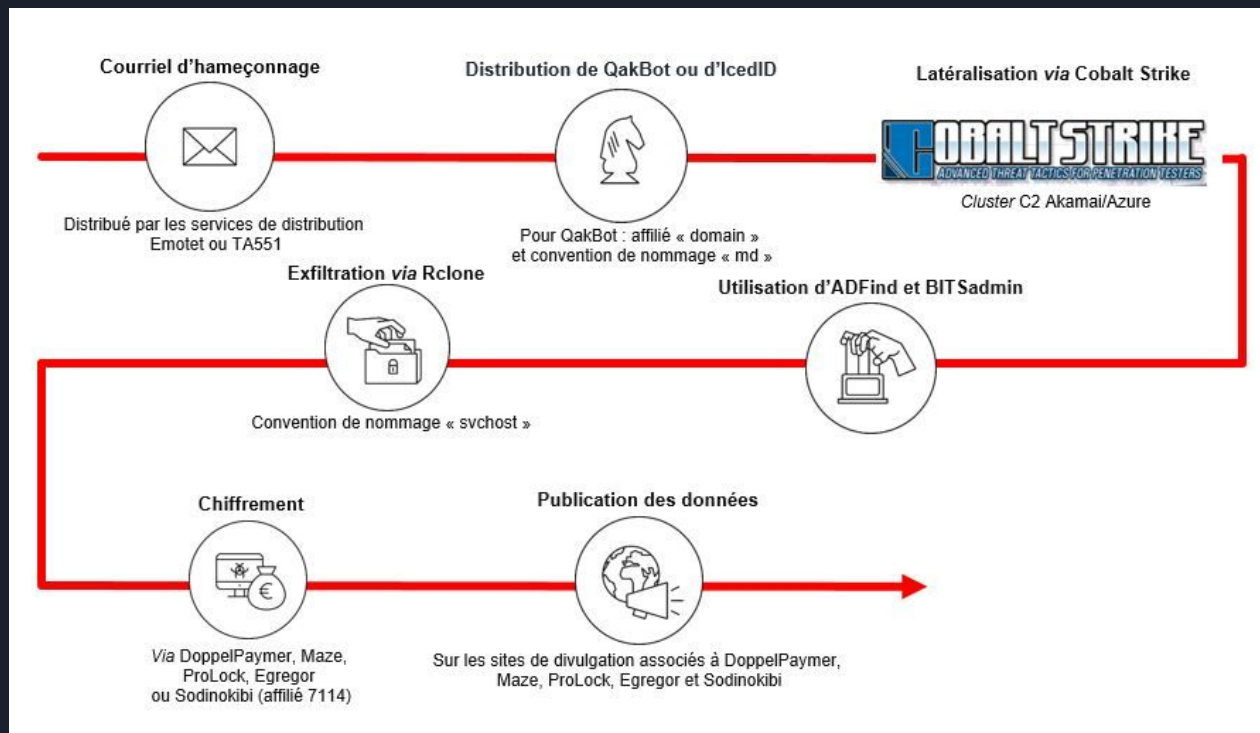 Courriel d'hameçonnage
Distribué par les services de distribution
Emotet ou TA551
Distribution de QakBot ou d'IcedID
Pour QakBot : affilié « domain »
et convention de nommage « md »
Latéralisation via Cobalt Strike
COBALT STRIKE
ADVANCED THREAT TACTICS FOR PENETRATION TESTERS
Cluster C2 Akamai/Azure
Utilisation d'ADFind et BITSadmin
Exfiltration via Rclone
Convention de nommage « svchost »
Chiffrement
€
Via DoppelPaymer, Maze,
ProLock, Egregor
ou Sodinokibi (affilié 7114)
Publication des données
Sur les sites de divulgation associés à DoppelPaymer,
Maze, ProLock, Egregor et Sodinokibi